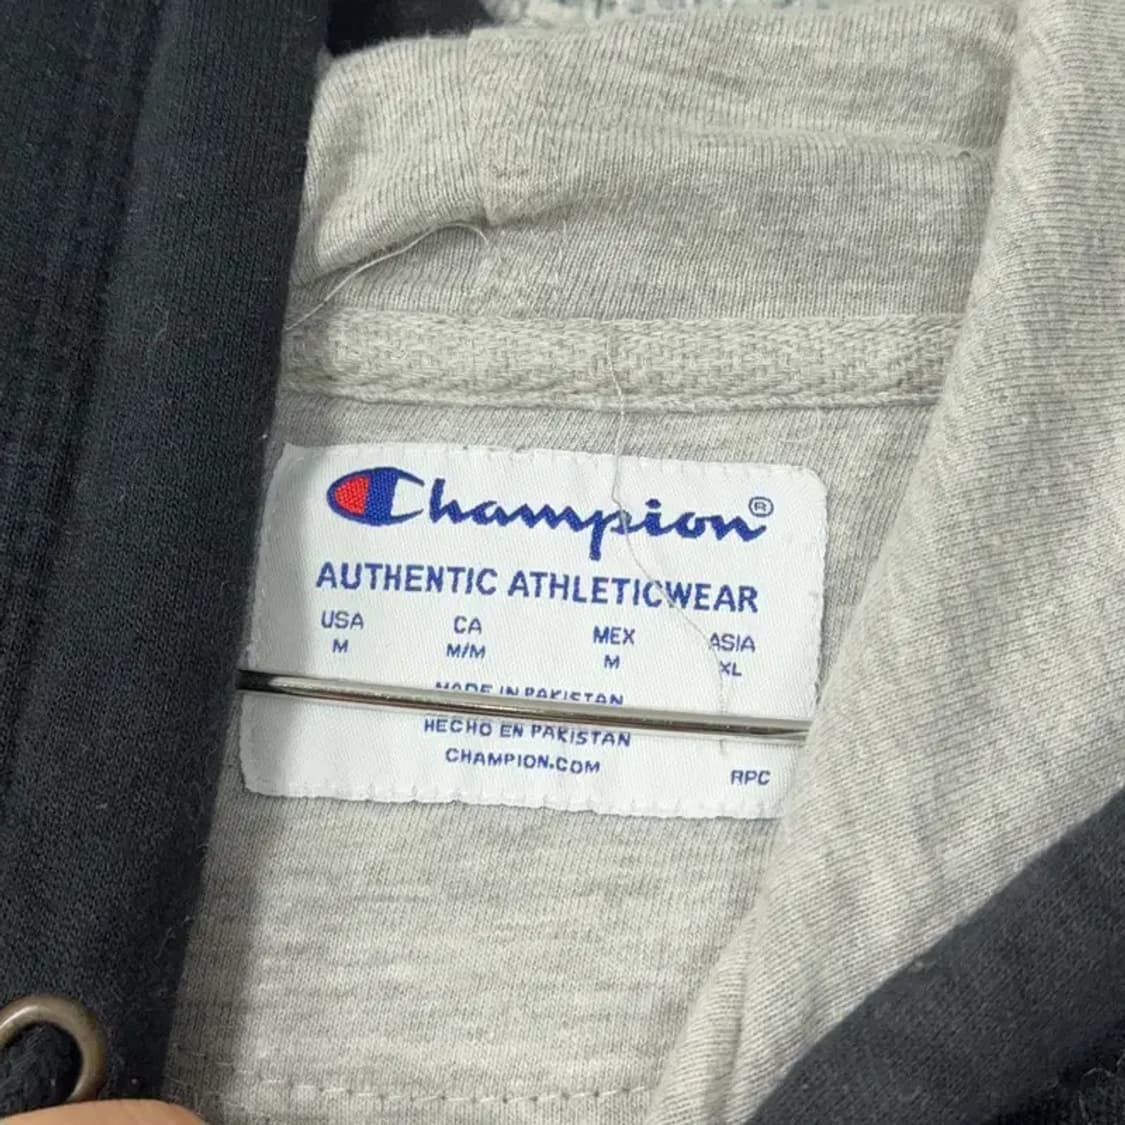 Champion®
AUTHENTIC ATHLETICWEAR
USA CA MEX ASIA
M M/M M XL
MADE IN PAKISTAN
HECHO EN PAKISTAN
CHAMPION.COM
RPC